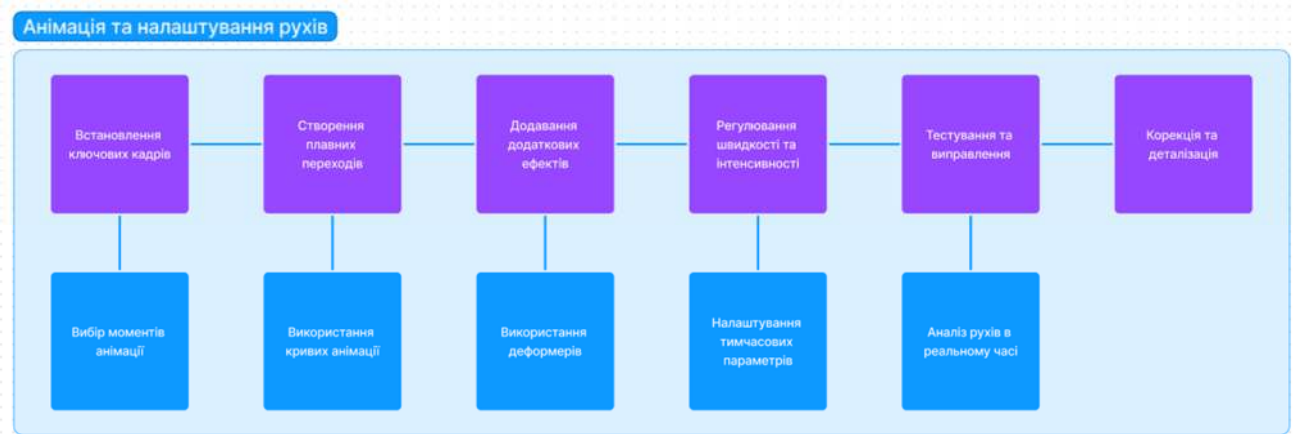 Анімація та налаштування рухів
Встановлення
ключових кадрів
Створення
плавних
переходів
Додавання
додаткових
ефектів
Регулювання
швидкості та
інтенсивності
Тестування та
виправлення
Корекція та
деталізація
Вибір моментів
анімації
Використання
кривих анімації
Використання
деформерів
Налаштування
тимчасових
параметрів
Аналіз рухів в
реальному часі